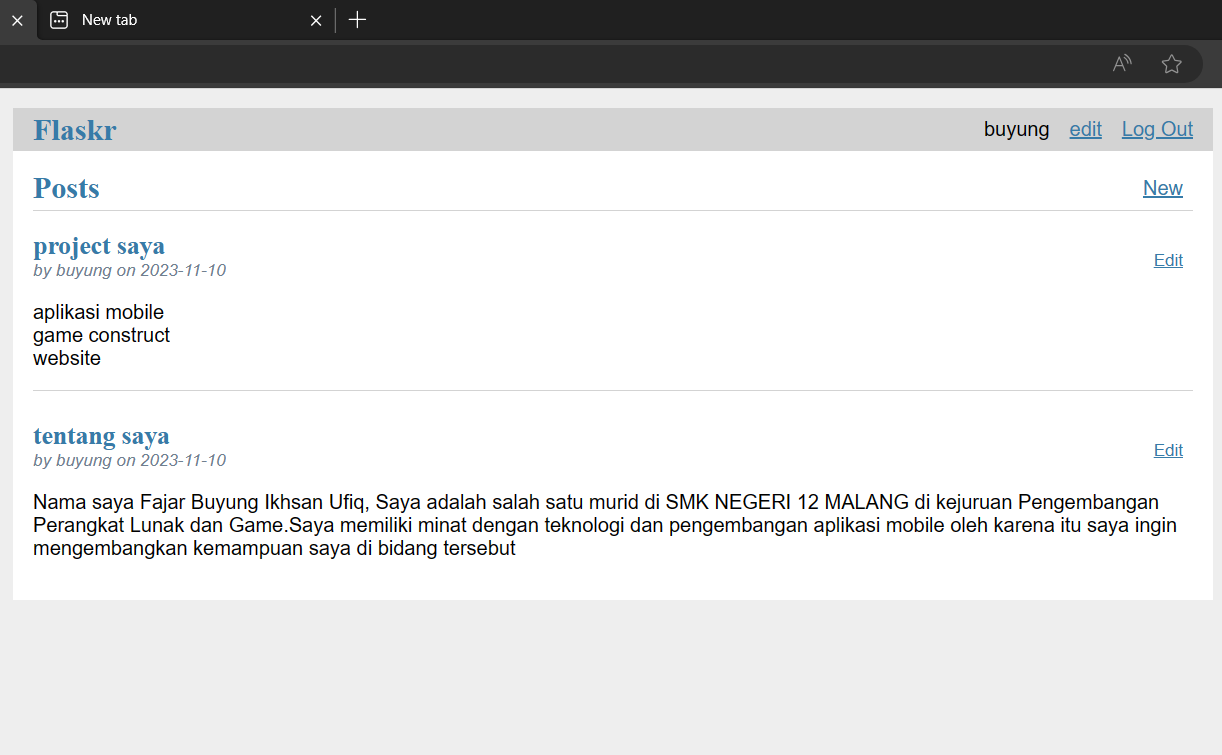 New tab
Flaskr
buyung edit Log Out
Posts
New
project saya
by buyung on 2023-11-10
Edit
aplikasi mobile
game construct
website
tentang saya
by buyung on 2023-11-10
Edit
Nama saya Fajar Buyung Ikhsan Ufiq, Saya adalah salah satu murid di SMK NEGERI 12 MALANG di kejuruan Pengembangan
Perangkat Lunak dan Game.Saya memiliki minat dengan teknologi dan pengembangan aplikasi mobile oleh karena itu saya ingin
mengembangkan kemampuan saya di bidang tersebut